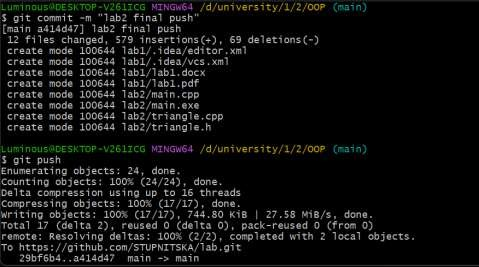 Luminous@DESKTOP-V261ICG MINGW64 /d/university/1/2/OOP (main)
$ git commit -m "lab2 final push"
[main a414d47] lab2 final push
 12 files changed, 579 insertions(+), 69 deletions(-)
 create mode 100644 lab1/.idea/editor.xml
 create mode 100644 lab1/.idea/vcs.xml
 create mode 100644 lab1/lab1.docx
 create mode 100644 lab1/lab1.pdf
 create mode 100644 lab2/main.cpp
 create mode 100644 lab2/main.exe
 create mode 100644 lab2/triangle.cpp
 create mode 100644 lab2/triangle.h
Luminous@DESKTOP-V261ICG MINGW64 /d/university/1/2/OOP (main)
$ git push
Enumerating objects: 24, done.
Counting objects: 100% (24/24), done.
Delta compression using up to 16 threads
Compressing objects: 100% (17/17), done.
Writing objects: 100% (17/17), 744.80 KiB | 27.58 MiB/s, done.
Total 17 (delta 2), reused 0 (delta 0), pack-reused 0 (from 0)
remote: Resolving deltas: 100% (2/2), completed with 2 local objects.
To https://github.com/STUPNITSKA/lab.git
   29bf6b4..a414d47  main -> main